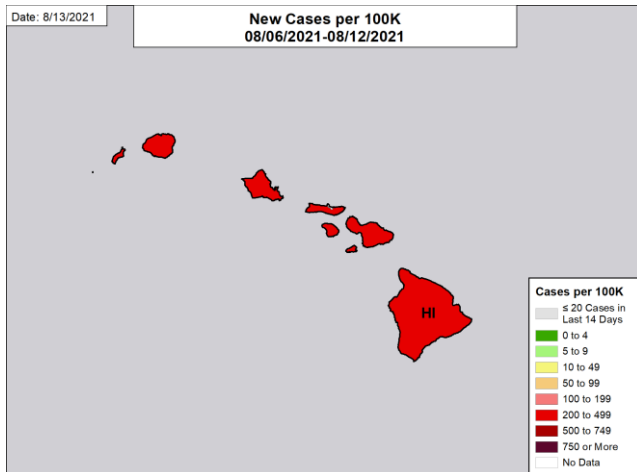 Date: 8/13/2021
New Cases per 100K
08/06/2021-08/12/2021
HI
Cases per 100K
≤ 20 Cases in
Last 14 Days
0 to 4
5 to 9
10 to 49
50 to 99
100 to 199
200 to 499
500 to 749
750 or More
No Data